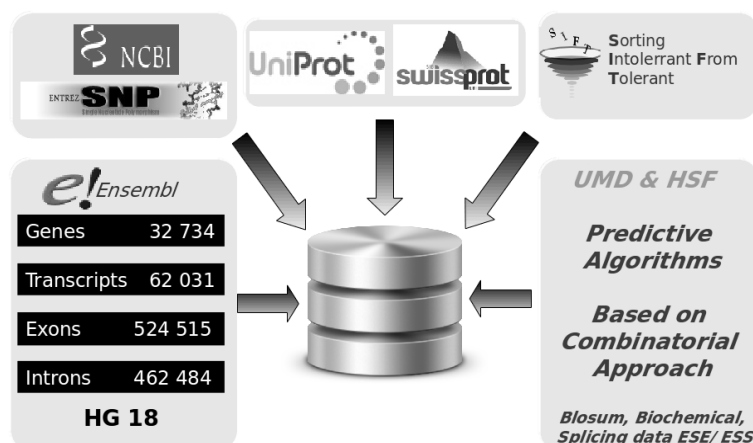 NCBI
ENTREZ SNP
UniProt
swissprot
S I F T
Sorting
Intolerrant From
Tolerant
e! Ensembl
Genes 32 734
Transcripts 62 031
Exons 524 515
Introns 462 484
HG 18
UMD & HSF
Predictive
Algorithms
Based on
Combinatorial
Approach
Blosum, Biochemical,
Splicing data ESE/ ESS